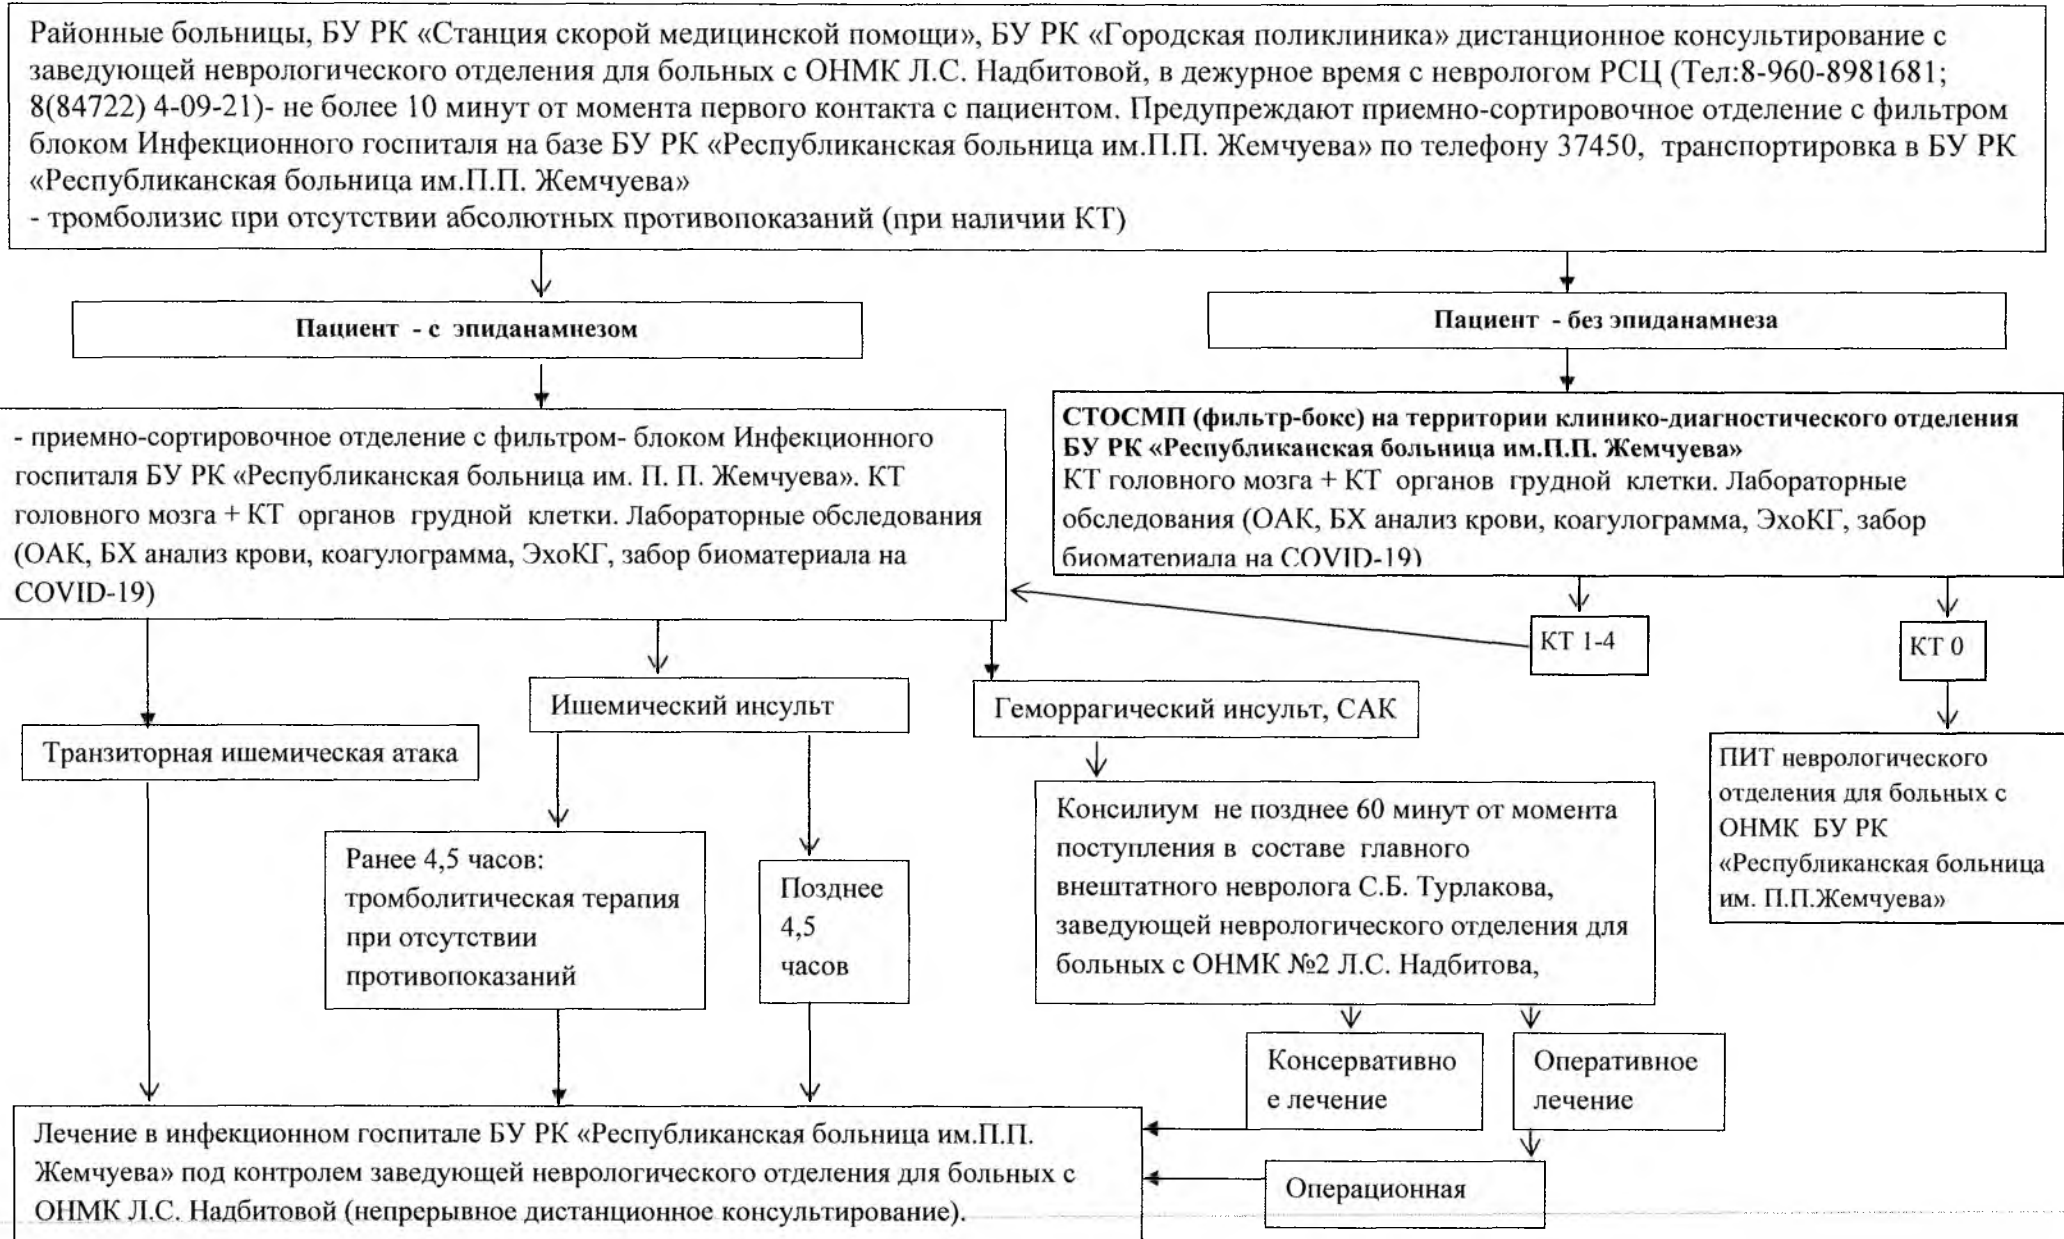 Районные больницы, БУ РК «Станция скорой медицинской помощи», БУ РК «Городская поликлиника» дистанционное консультирование с
заведующей неврологического отделения для больных с ОНМК Л.С. Надбитовой, в дежурное время с неврологом РСЦ (Тел:8-960-8981681;
8(84722) 4-09-21)- не более 10 минут от момента первого контакта с пациентом. Предупреждают приемно-сортировочное отделение с фильтром
блоком Инфекционного госпиталя на базе БУ РК «Республиканская больница им.П.П. Жемчуева» по телефону 37450, транспортировка в БУ РК
«Республиканская больница им.П.П. Жемчуева»
- тромболизис при отсутствии абсолютных противопоказаний (при наличии КТ)
Пациент - с эпиданамнезом
Пациент - без эпиданамнеза
- приемно-сортировочное отделение с фильтром- блоком Инфекционного
госпиталя БУ РК «Республиканская больница им. П. П. Жемчуева». КТ
головного мозга + КТ органов грудной клетки. Лабораторные обследования
(ОАК, БХ анализ крови, коагулограмма, ЭхоКГ, забор биоматериала на
COVID-19)
СТОСМП (фильтр-бокс) на территории клинико-диагностического отделения
БУ РК «Республиканская больница им.П.П. Жемчуева»
КТ головного мозга + КТ органов грудной клетки. Лабораторные
обследования (ОАК, БХ анализ крови, коагулограмма, ЭхоКГ, забор
биоматериала на COVID-19)
КТ 1-4
КТ 0
Транзиторная ишемическая атака
Ишемический инсульт
Геморрагический инсульт, САК
ПИТ неврологического
отделения для больных с
ОНМК БУ РК
«Республиканская больница
им. П.П.Жемчуева»
Ранее 4,5 часов:
тромболитическая терапия
при отсутствии
противопоказаний
Позднее
4,5
часов
Консилиум не позднее 60 минут от момента
поступления в составе главного
внештатного невролога С.Б. Турлакова,
заведующей неврологического отделения для
больных с ОНМК №2 Л.С. Надбитова,
Консервативно
е лечение
Оперативное
лечение
Операционная
Лечение в инфекционном госпитале БУ РК «Республиканская больница им.П.П.
Жемчуева» под контролем заведующей неврологического отделения для больных с
ОНМК Л.С. Надбитовой (непрерывное дистанционное консультирование).